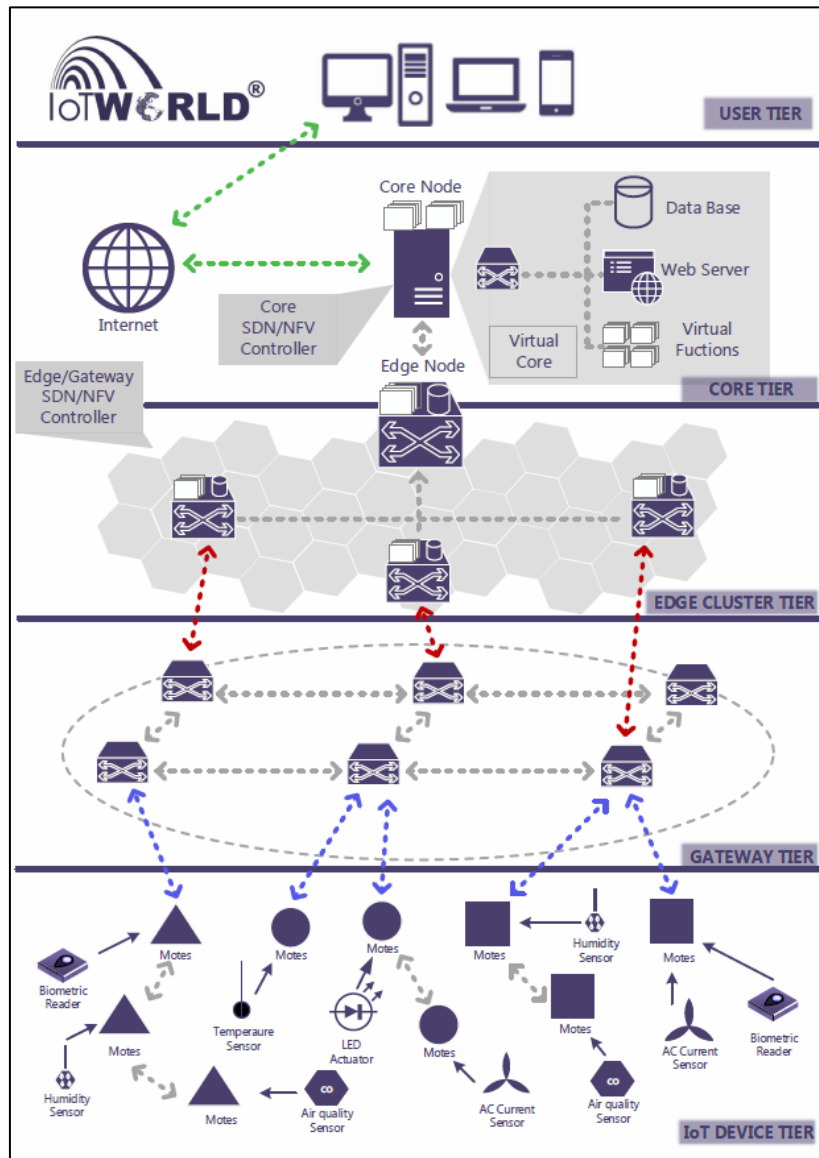 IoTWORLD®
USER TIER
Core Node
Data Base
Web Server
Internet
Core
SDN/NFV
Controller
Virtual
Core
Virtual
Fuctions
Edge Node
Edge/Gateway
SDN/NFV
Controller
CORE TIER
EDGE CLUSTER TIER
GATEWAY TIER
Motes
Motes
Motes
Motes
Humidity
Sensor
Motes
Biometric
Reader
Temperaure
Sensor
LED
Actuator
Motes
Motes
Motes
AC Current
Sensor
Biometric
Reader
Humidity
Sensor
Motes
CO
Air quality
Sensor
AC Current
Sensor
CO
Air quality
Sensor
IoT DEVICE TIER